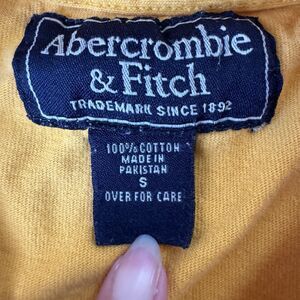 Abercrombie
& Fitch
TRADEMARK SINCE 1892
100% COTTON
MADE IN
PAKISTAN
S
OVER FOR CARE